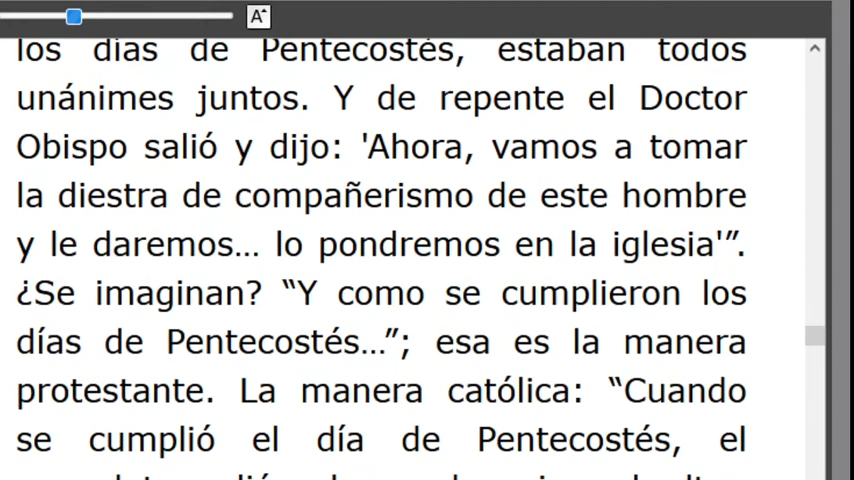 A
los días de Pentecostés, estaban todos
unánimes juntos. Y de repente el Doctor
Obispo salió y dijo: 'Ahora, vamos a tomar
la diestra de compañerismo de este hombre
y le daremos... lo pondremos en la iglesia'”.
¿Se imaginan? “Y como se cumplieron los
días de Pentecostés...”; esa es la manera
protestante. La manera católica: “Cuando
se cumplió el día de Pentecostés, el